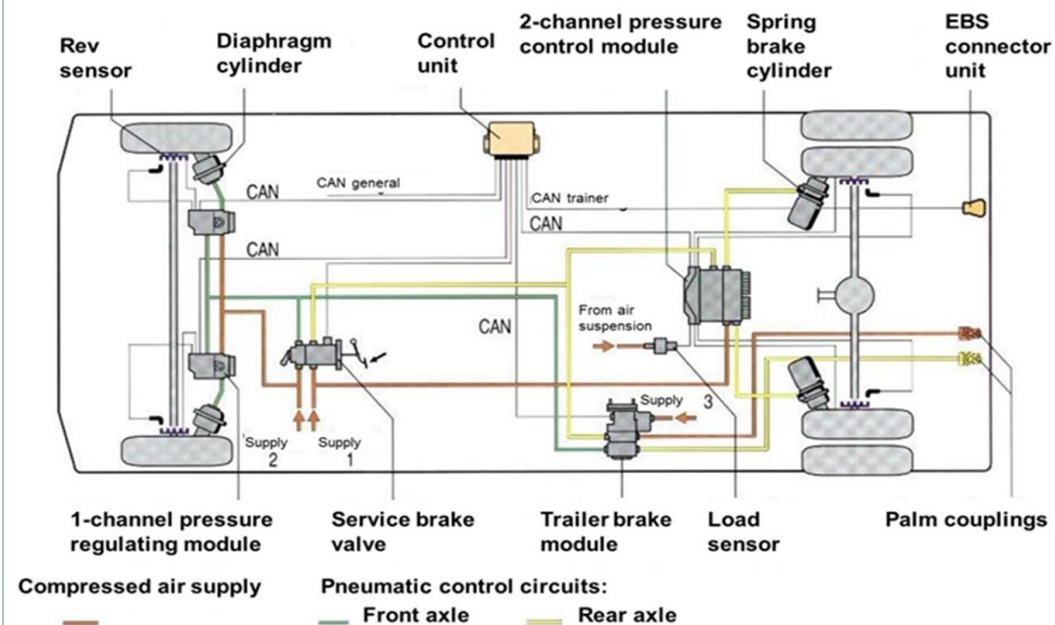 Rev
sensor
Diaphragm
cylinder
Control
unit
2-channel pressure
control module
Spring
brake
cylinder
EBS
connector
unit
CAN
CAN general
CAN trainer
CAN
CAN
CAN
From air
suspension
Supply
3
Supply
2
Supply
1
1-channel pressure
regulating module
Service brake
valve
Trailer brake
module
Load
sensor
Palm couplings
Compressed air supply
Pneumatic control circuits:
Front axle
Rear axle